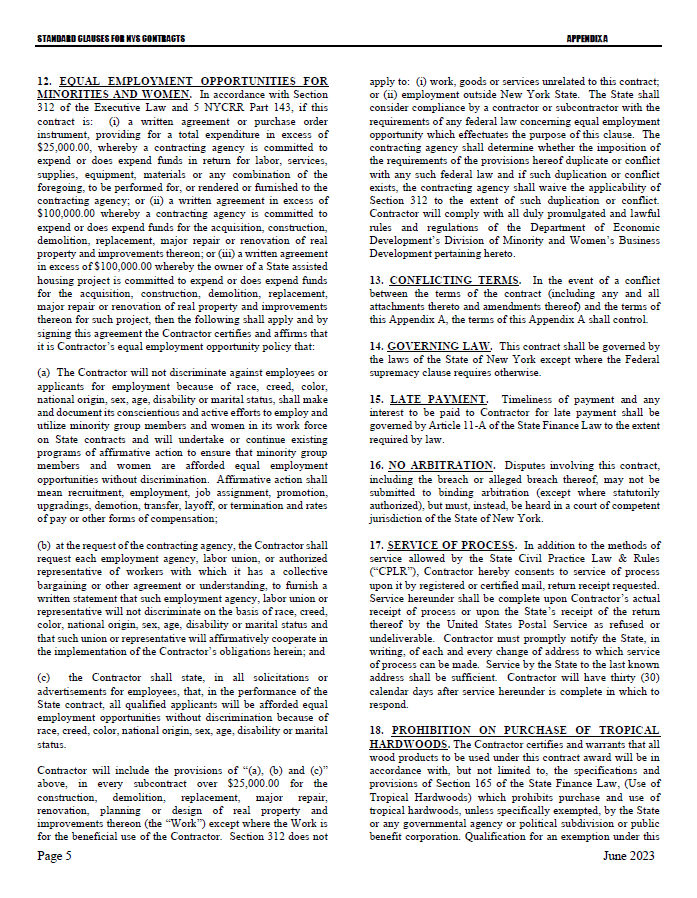 STANDARD CLAUSES FOR NYS CONTRACTS
APPENDIX A
12. EQUAL EMPLOYMENT OPPORTUNITIES FOR
MINORITIES AND WOMEN. In accordance with Section
312 of the Executive Law and 5 NYCRR Part 143, if this
contract is: (i) a written agreement or purchase order
instrument, providing for a total expenditure in excess of
$25,000.00, whereby a contracting agency is committed to
expend or does expend funds in return for labor, services,
supplies, equipment, materials or any combination of the
foregoing, to be performed for, or rendered or furnished to the
contracting agency; or (ii) a written agreement in excess of
$100,000.00 whereby a contracting agency is committed to
expend or does expend funds for the acquisition, construction,
demolition, replacement, major repair or renovation of real
property and improvements thereon; or (iii) a written agreement
in excess of $100,000.00 whereby the owner of a State assisted
housing project is committed to expend or does expend funds
for the acquisition, construction, demolition, replacement,
major repair or renovation of real property and improvements
thereon for such project, then the following shall apply and by
signing this agreement the Contractor certifies and affirms that
it is Contractor's equal employment opportunity policy that:
(a) The Contractor will not discriminate against employees or
applicants for employment because of race, creed, color,
national origin, sex, age, disability or marital status, shall make
and document its conscientious and active efforts to employ and
utilize minority group members and women in its work force
on State contracts and will undertake or continue existing
programs of affirmative action to ensure that minority group
members and women are afforded equal employment
opportunities without discrimination. Affirmative action shall
mean recruitment, employment, job assignment, promotion,
upgradings, demotion, transfer, layoff, or termination and rates
of pay or other forms of compensation;
(b) at the request of the contracting agency, the Contractor shall
request each employment agency, labor union, or authorized
representative of workers with which it has a collective
bargaining or other agreement or understanding, to furnish a
written statement that such employment agency, labor union or
representative will not discriminate on the basis of race, creed,
color, national origin, sex, age, disability or marital status and
that such union or representative will affirmatively cooperate in
the implementation of the Contractor's obligations herein; and
(c) the Contractor shall state, in all solicitations or
advertisements for employees, that, in the performance of the
State contract, all qualified applicants will be afforded equal
employment opportunities without discrimination because of
race, creed, color, national origin, sex, age, disability or marital
status.
Contractor will include the provisions of "(a), (b) and (c)"
above, in every subcontract over $25,000.00 for the
construction, demolition, replacement, major repair,
renovation, planning or design of real property and
improvements thereon (the "Work") except where the Work is
for the beneficial use of the Contractor. Section 312 does not
apply to: (i) work, goods or services unrelated to this contract;
or (ii) employment outside New York State. The State shall
consider compliance by a contractor or subcontractor with the
requirements of any federal law concerning equal employment
opportunity which effectuates the purpose of this clause. The
contracting agency shall determine whether the imposition of
the requirements of the provisions hereof duplicate or conflict
with any such federal law and if such duplication or conflict
exists, the contracting agency shall waive the applicability of
Section 312 to the extent of such duplication or conflict.
Contractor will comply with all duly promulgated and lawful
rules and regulations of the Department of Economic
Development's Division of Minority and Women's Business
Development pertaining hereto.
13. CONFLICTING TERMS. In the event of a conflict
between the terms of the contract (including any and all
attachments thereto and amendments thereof) and the terms of
this Appendix A, the terms of this Appendix A shall control.
14. GOVERNING LAW. This contract shall be governed by
the laws of the State of New York except where the Federal
supremacy clause requires otherwise.
15. LATE PAYMENT. Timeliness of payment and any
interest to be paid to Contractor for late payment shall be
governed by Article 11-A of the State Finance Law to the extent
required by law.
16. NO ARBITRATION. Disputes involving this contract,
including the breach or alleged breach thereof, may not be
submitted to binding arbitration (except where statutorily
authorized), but must, instead, be heard in a court of competent
jurisdiction of the State of New York.
17. SERVICE OF PROCESS. In addition to the methods of
service allowed by the State Civil Practice Law & Rules
("CPLR"), Contractor hereby consents to service of process
upon it by registered or certified mail, return receipt requested.
Service hereunder shall be complete upon Contractor's actual
receipt of process or upon the State's receipt of the return
thereof by the United States Postal Service as refused or
undeliverable. Contractor must promptly notify the State, in
writing, of each and every change of address to which service
of process can be made. Service by the State to the last known
address shall be sufficient. Contractor will have thirty (30)
calendar days after service hereunder is complete in which to
respond.
18. PROHIBITION ON PURCHASE OF TROPICAL
HARDWOODS. The Contractor certifies and warrants that all
wood products to be used under this contract award will be in
accordance with, but not limited to, the specifications and
provisions of Section 165 of the State Finance Law, (Use of
Tropical Hardwoods) which prohibits purchase and use of
tropical hardwoods, unless specifically exempted, by the State
or any governmental agency or political subdivision or public
benefit corporation. Qualification for an exemption under this
Page 5
June 2023